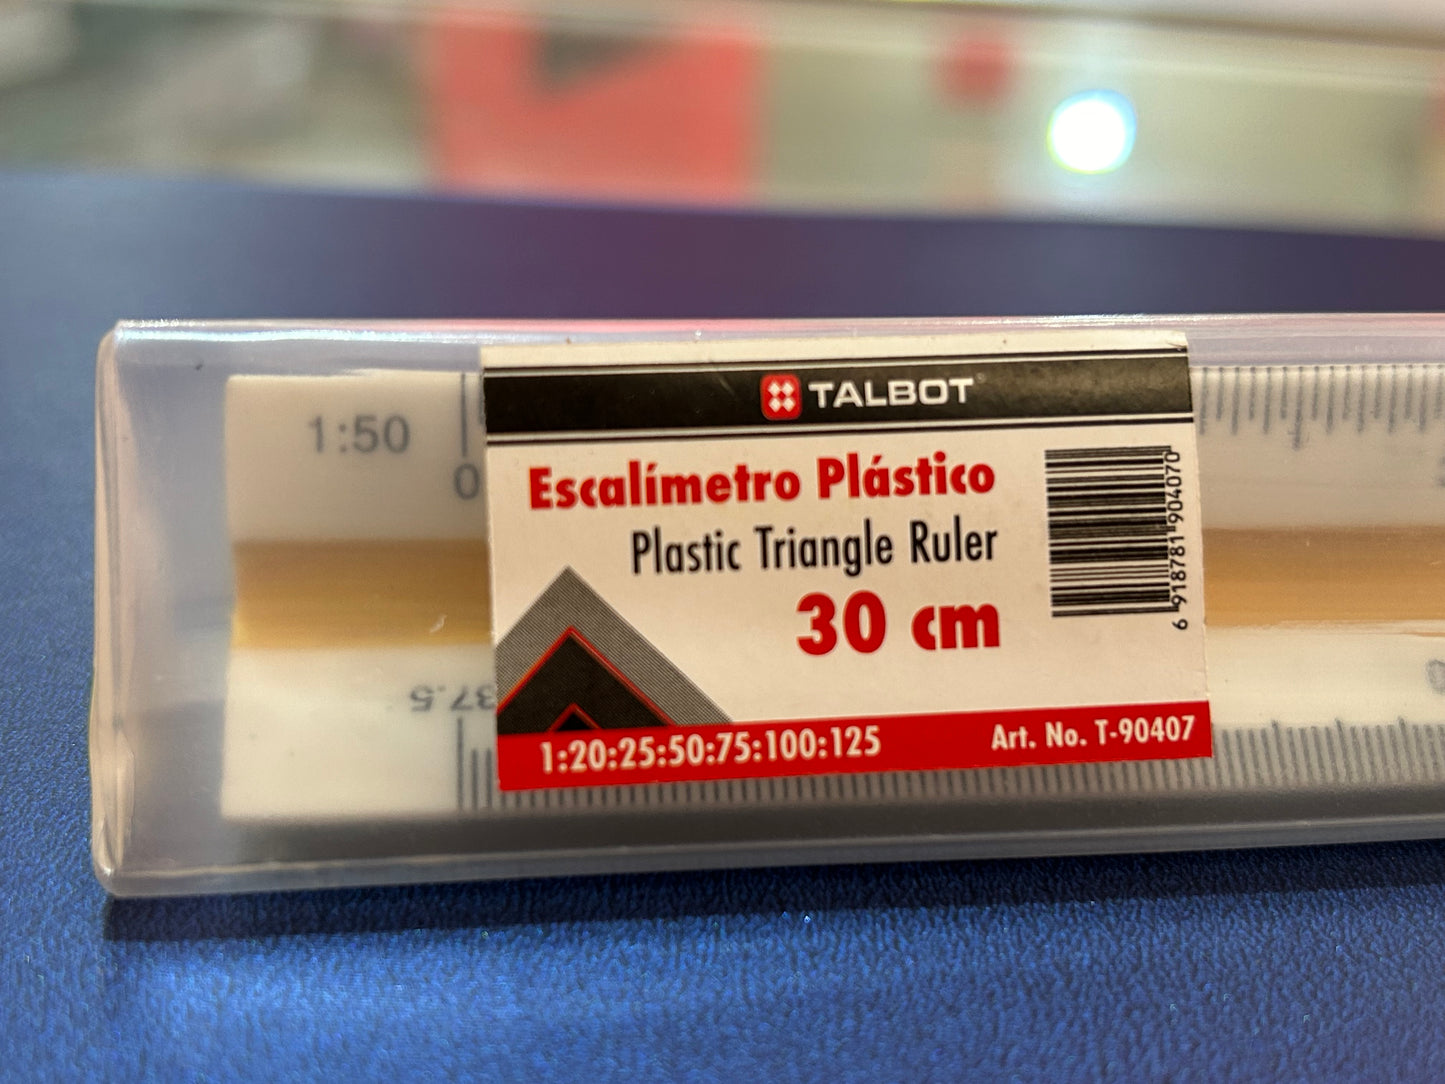 1:50
0
TALBOT
Escalímetro Plástico
Plastic Triangle Ruler
30 cm
6 918781 904070
37.5
1:20:25:50:75:100:125
Art. No. T-90407